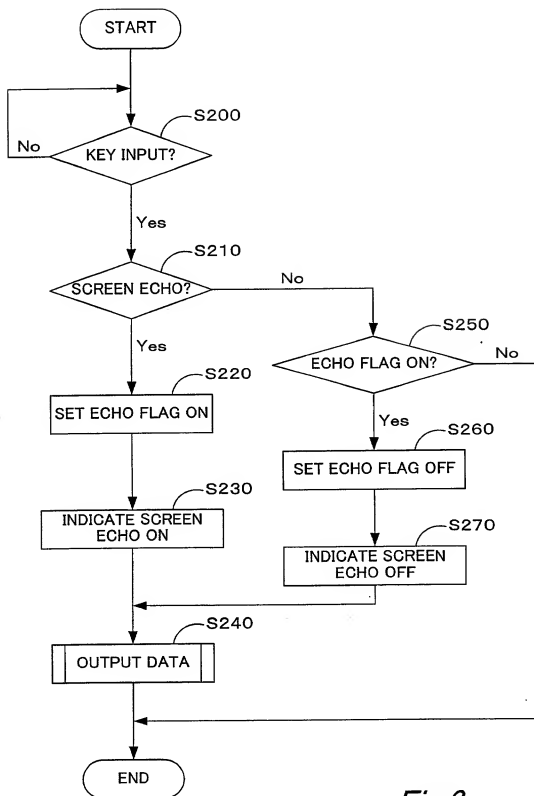 START
S200
No
KEY INPUT?
Yes
S210
SCREEN ECHO?
No
S250
Yes
ECHO FLAG ON?
No
S220
SET ECHO FLAG ON
Yes
S260
SET ECHO FLAG OFF
S230
INDICATE SCREEN
ECHO ON
S270
INDICATE SCREEN
ECHO OFF
S240
OUTPUT DATA
END